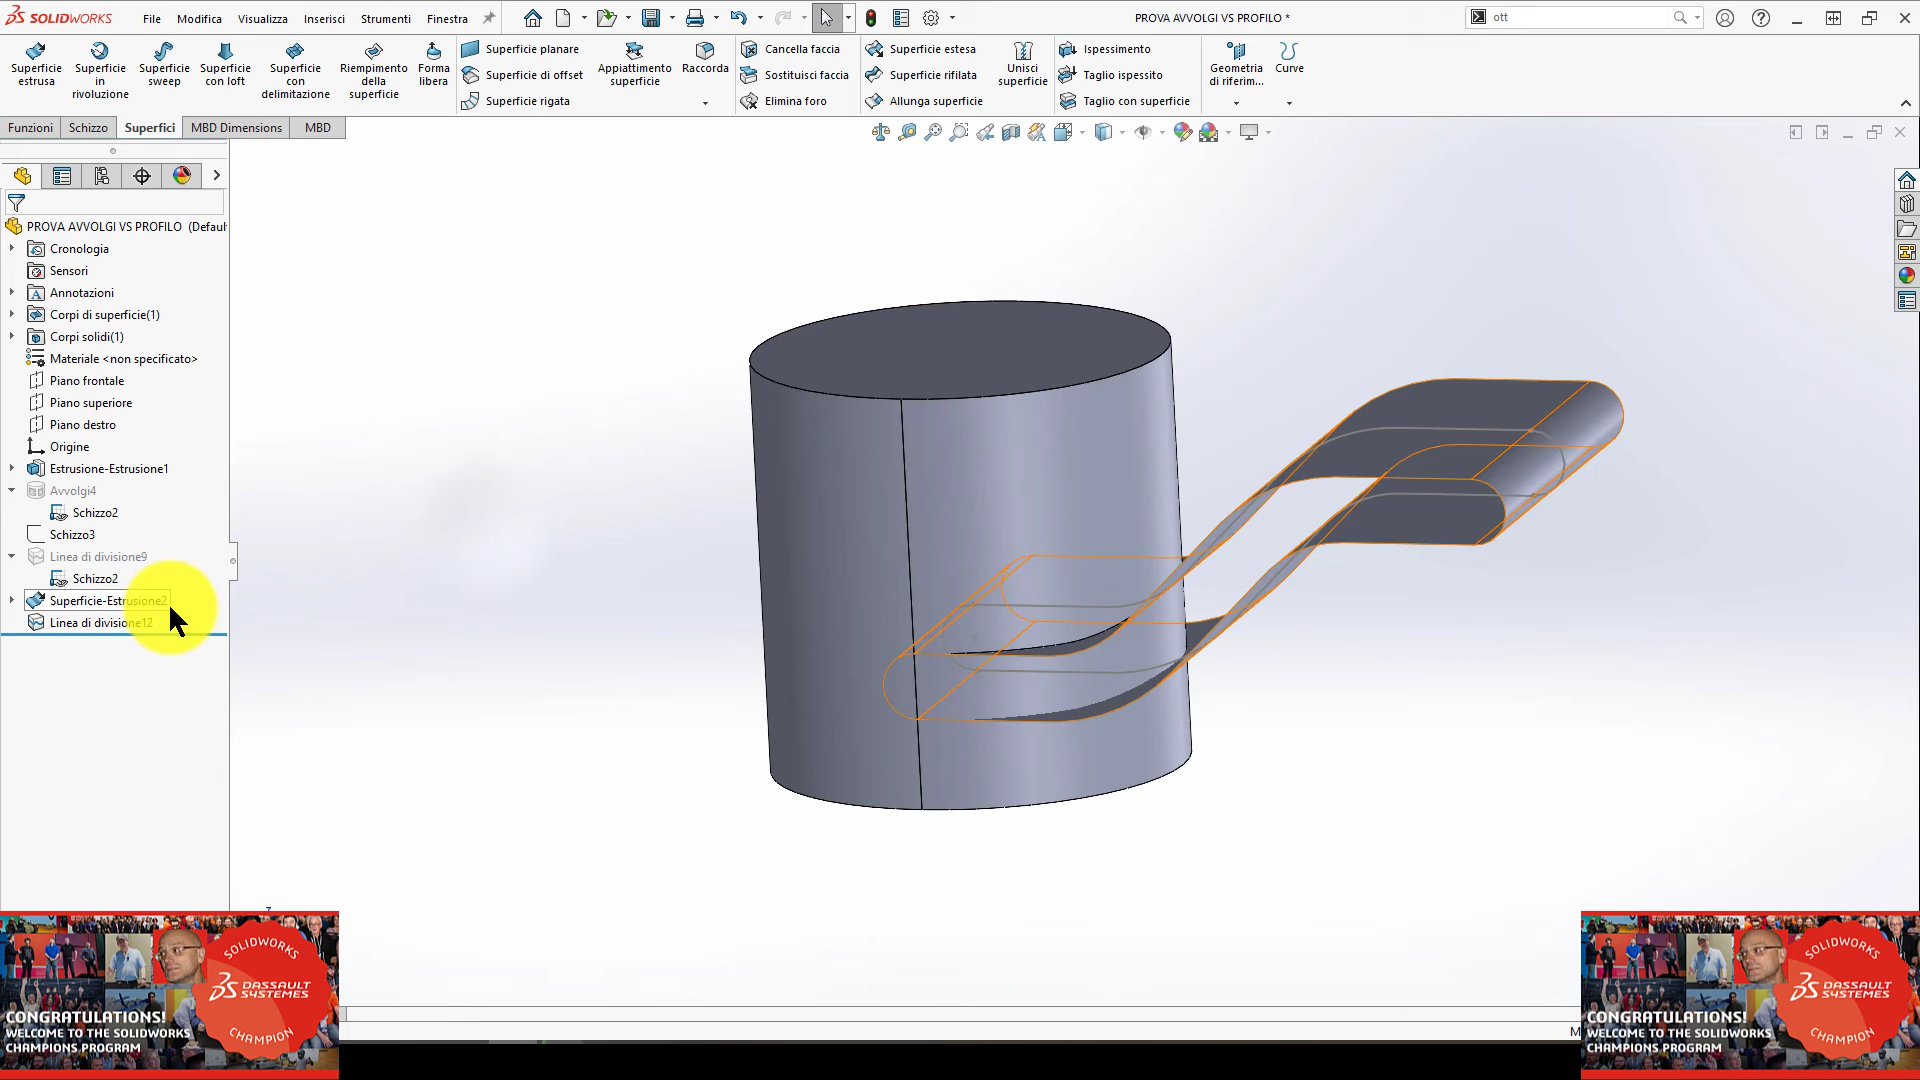 SOLIDWORKS
File
Modifica
Visualizza
Inserisci
Strumenti
Finestra
PROVA AVVOLGI VS PROFILO *
ott
Superficie estrusa
Superficie in rivoluzione
Superficie sweep
Superficie con loft
Superficie con delimitazione
Riempimento della superficie
Forma libera
Superficie planare
Superficie di offset
Superficie rigata
Appiattimento superficie
Raccorda
Cancella faccia
Sostituisci faccia
Elimina foro
Superficie estesa
Superficie rifilata
Allunga superficie
Unisci superficie
Ispessimento
Taglio ispessito
Taglio con superficie
Geometria di riferim...
Curve
Funzioni
Schizzo
Superfici
MBD Dimensions
MBD
PROVA AVVOLGI VS PROFILO (Defaul
Cronologia
Sensori
Annotazioni
Corpi di superficie(1)
Corpi solidi(1)
Materiale <non specificato>
Piano frontale
Piano superiore
Piano destro
Origine
Estrusione-Estrusione1
Avvolgi4
Schizzo2
Schizzo3
Linea di divisione9
Schizzo2
Superficie-Estrusione2
Linea di divisione12
SOLIDWORKS
DASSAULT SYSTEMES
CHAMPION
CONGRATULATIONS!
WELCOME TO THE SOLIDWORKS
CHAMPIONS PROGRAM
M
SOLIDWORKS
DASSAULT SYSTEMES
CHAMPION
CONGRATULATIONS!
WELCOME TO THE SOLIDWORKS
CHAMPIONS PROGRAM